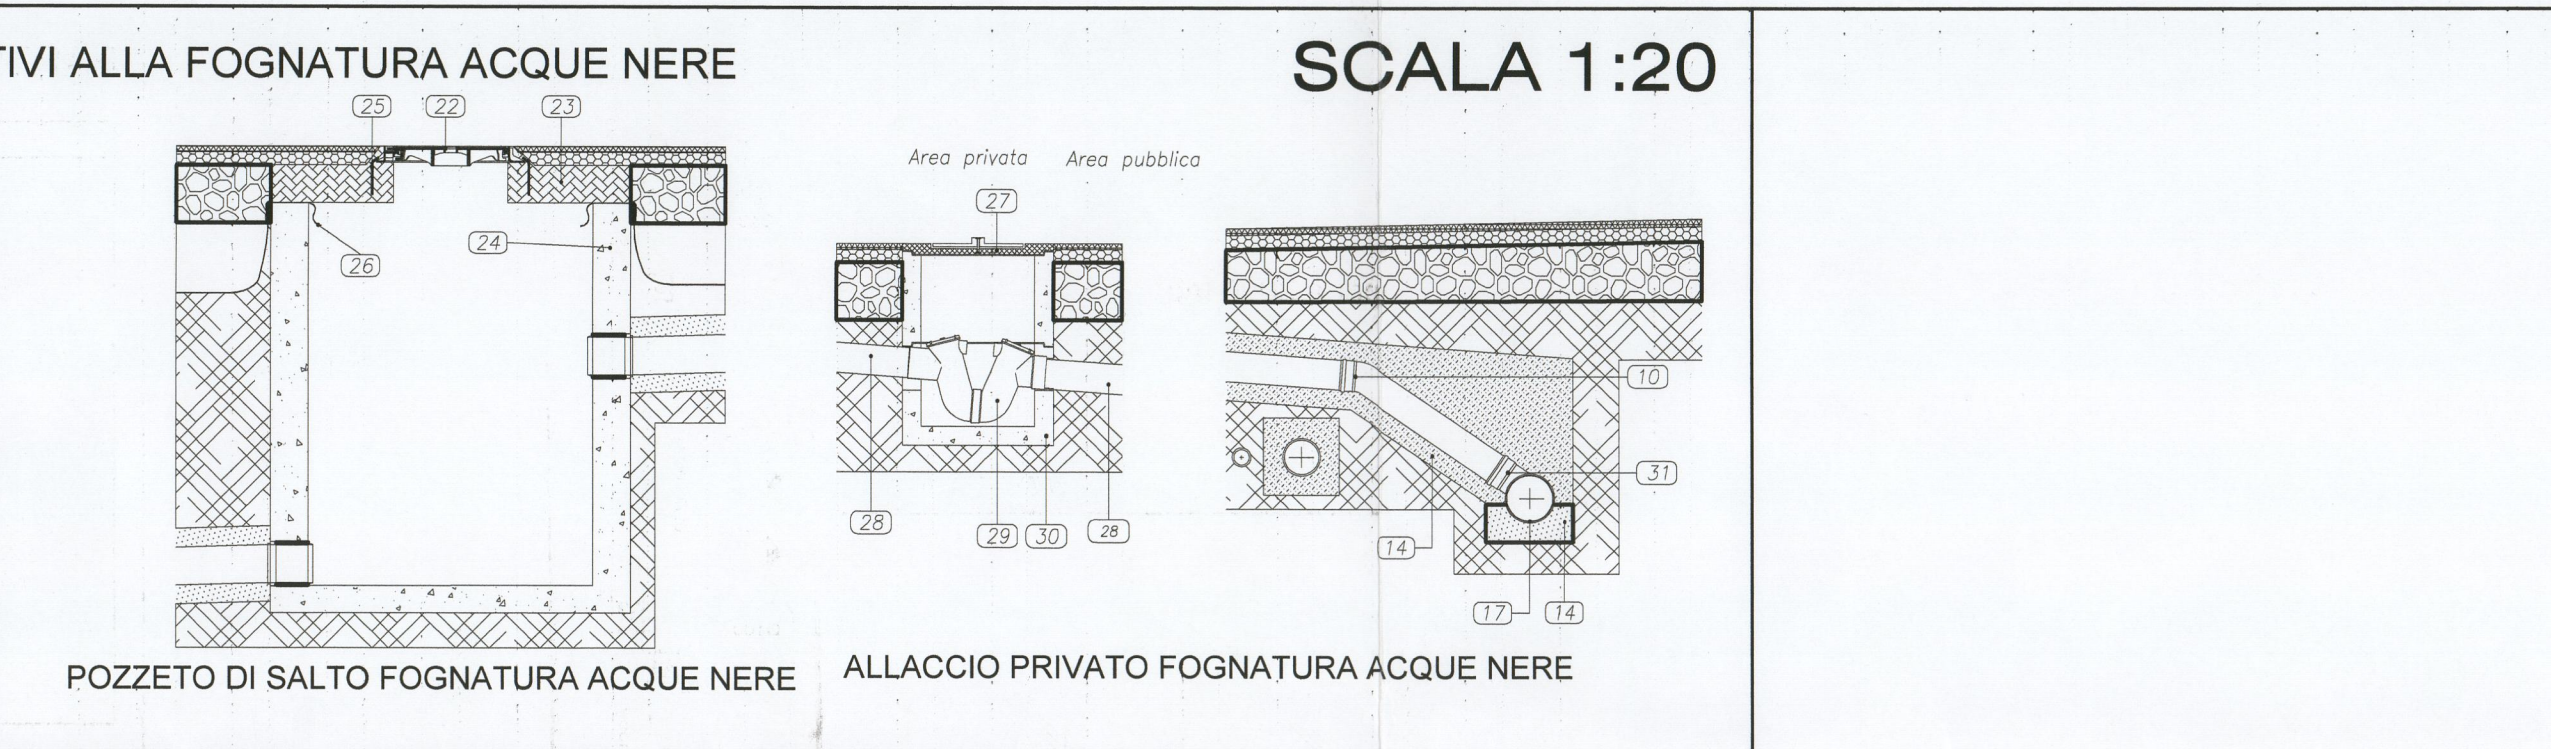 TIVI ALLA FOGNATURA ACQUE NERE
SCALA 1:20
25 22 23
24
26
POZZETO DI SALTO FOGNATURA ACQUE NERE
Area privata Area pubblica
27
28 29 30 28
10
31
14
17 14
ALLACCIO PRIVATO FOGNATURA ACQUE NERE